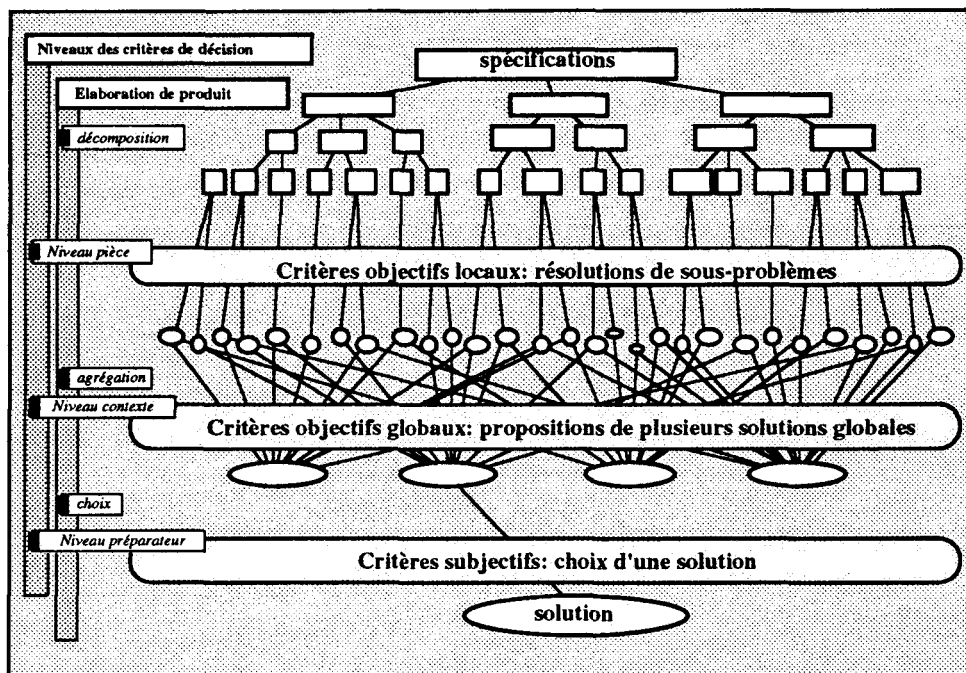 Niveaux des critères de décision
spécifications
Elaboration de produit
décomposition
Niveau pièce
Critères objectifs locaux: résolutions de sous-problèmes
agrégation
Niveau contexte
Critères objectifs globaux: propositions de plusieurs solutions globales
choix
Niveau préparateur
Critères subjectifs: choix d'une solution
solution